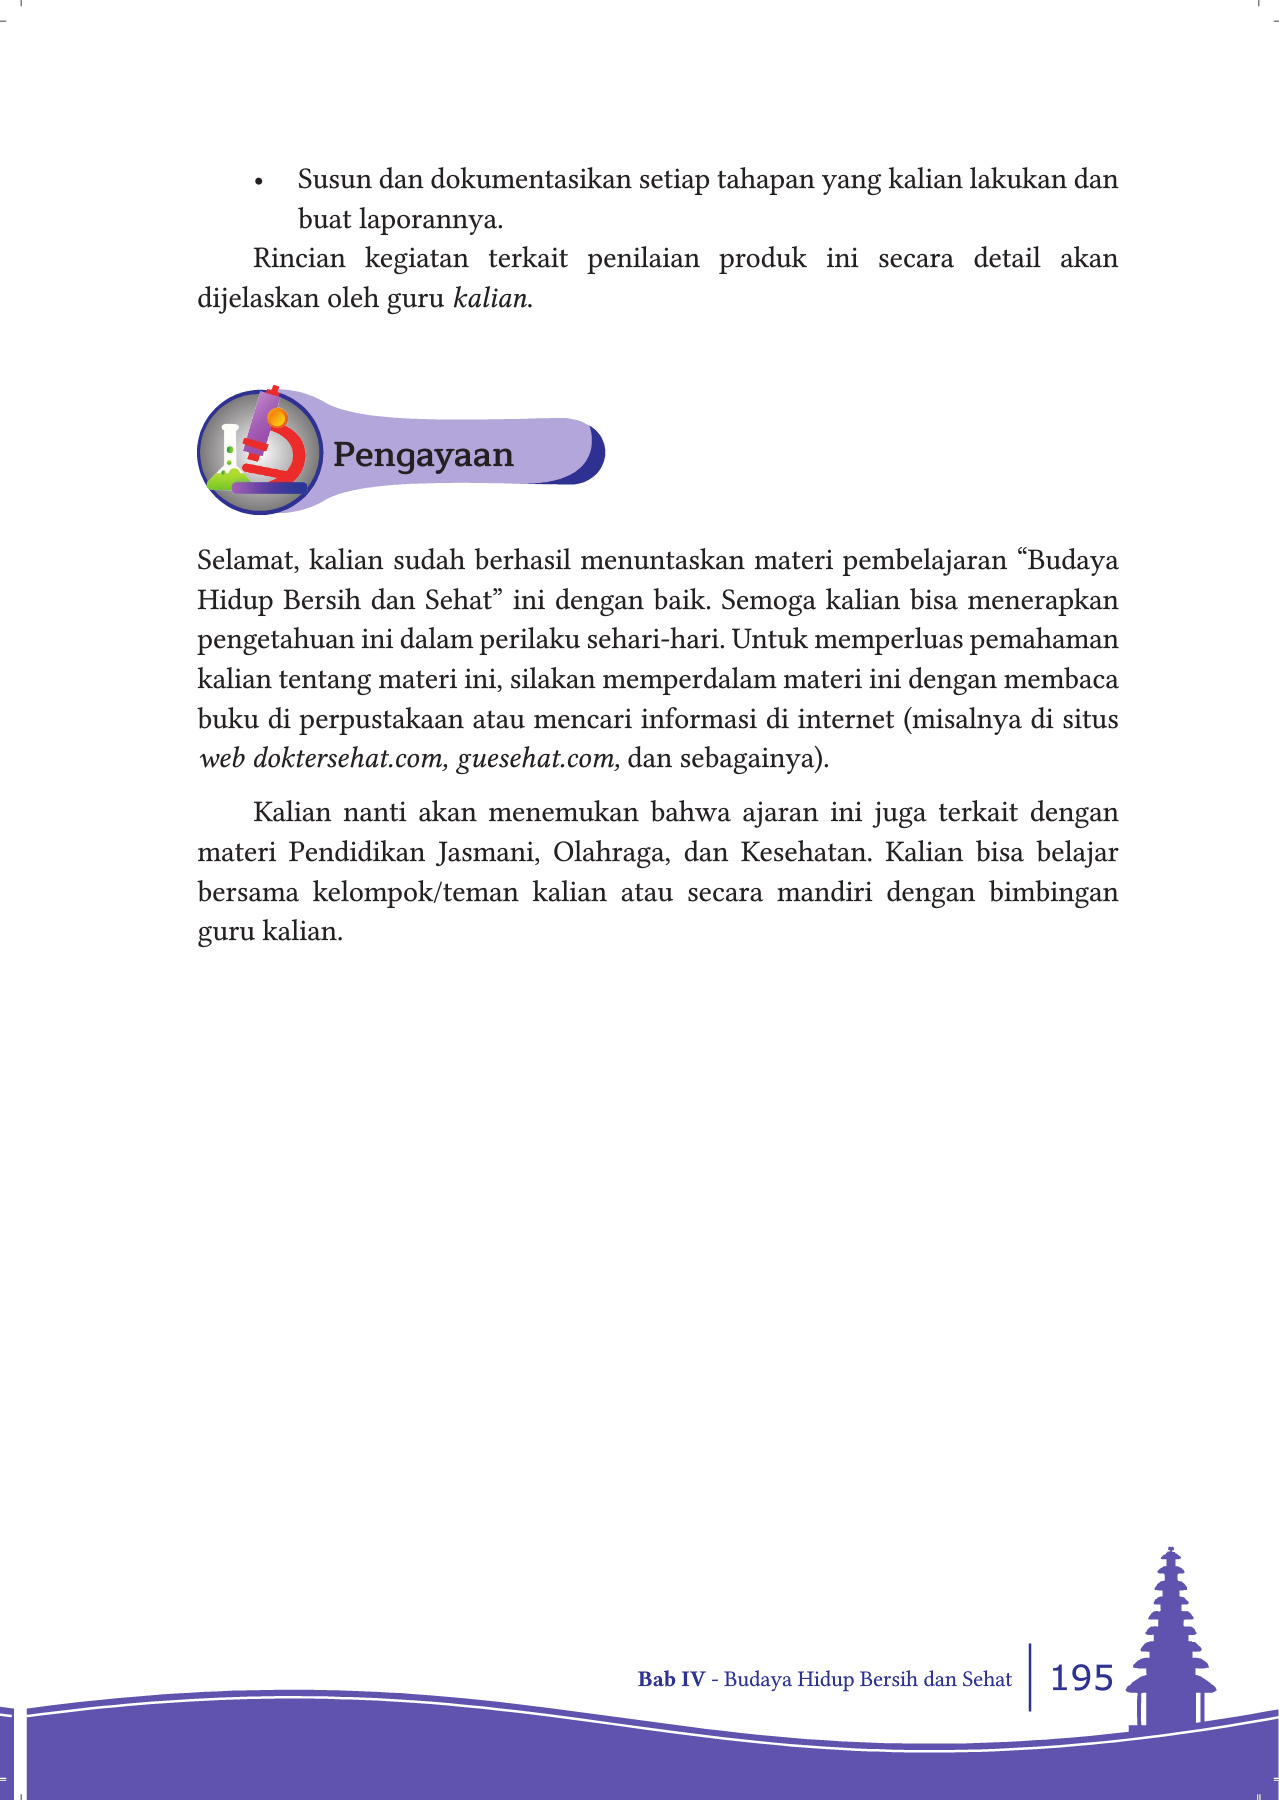 • Susun dan dokumentasikan setiap tahapan yang kalian lakukan dan
buat laporannya.
Rincian kegiatan terkait penilaian produk ini secara detail akan
dijelaskan oleh guru kalian.
Pengayaan
Selamat, kalian sudah berhasil menuntaskan materi pembelajaran “Budaya
Hidup Bersih dan Sehat” ini dengan baik. Semoga kalian bisa menerapkan
pengetahuan ini dalam perilaku sehari-hari. Untuk memperluas pemahaman
kalian tentang materi ini, silakan memperdalam materi ini dengan membaca
buku di perpustakaan atau mencari informasi di internet (misalnya di situs
web doktersehat.com, guesehat.com, dan sebagainya).
Kalian nanti akan menemukan bahwa ajaran ini juga terkait dengan
materi Pendidikan Jasmani, Olahraga, dan Kesehatan. Kalian bisa belajar
bersama kelompok/teman kalian atau secara mandiri dengan bimbingan
guru kalian.
Bab IV - Budaya Hidup Bersih dan Sehat 195